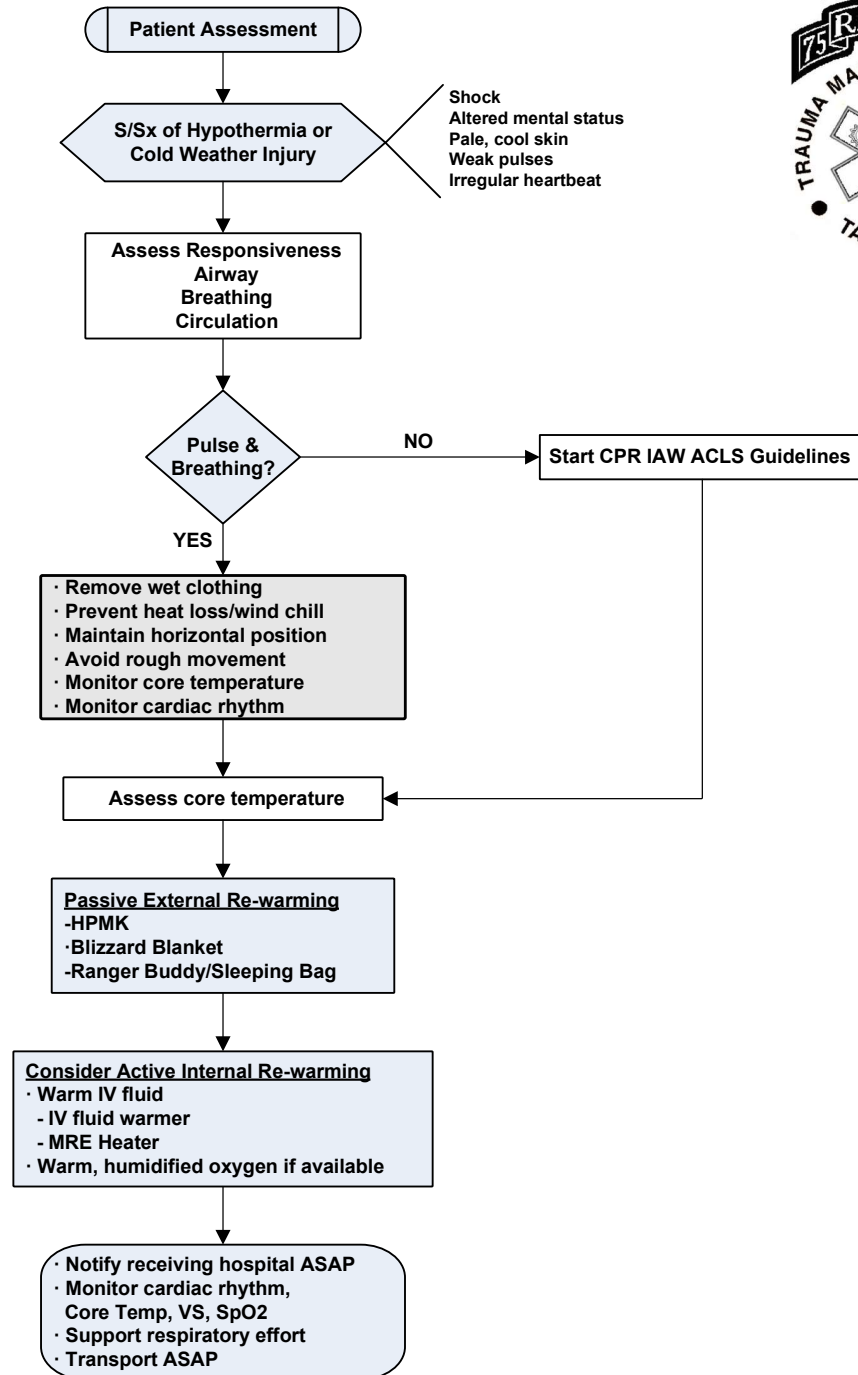 Patient Assessment
S/Sx of Hypothermia or
Cold Weather Injury
Shock
Altered mental status
Pale, cool skin
Weak pulses
Irregular heartbeat
75
TRAUMA
Assess Responsiveness
Airway
Breathing
Circulation
Pulse &
Breathing?
NO
Start CPR IAW ACLS Guidelines
YES
· Remove wet clothing
· Prevent heat loss/wind chill
· Maintain horizontal position
· Avoid rough movement
· Monitor core temperature
· Monitor cardiac rhythm
Assess core temperature
Passive External Re-warming
-HPMK
·Blizzard Blanket
-Ranger Buddy/Sleeping Bag
Consider Active Internal Re-warming
· Warm IV fluid
- IV fluid warmer
- MRE Heater
· Warm, humidified oxygen if available
· Notify receiving hospital ASAP
· Monitor cardiac rhythm,
Core Temp, VS, SpO2
· Support respiratory effort
· Transport ASAP